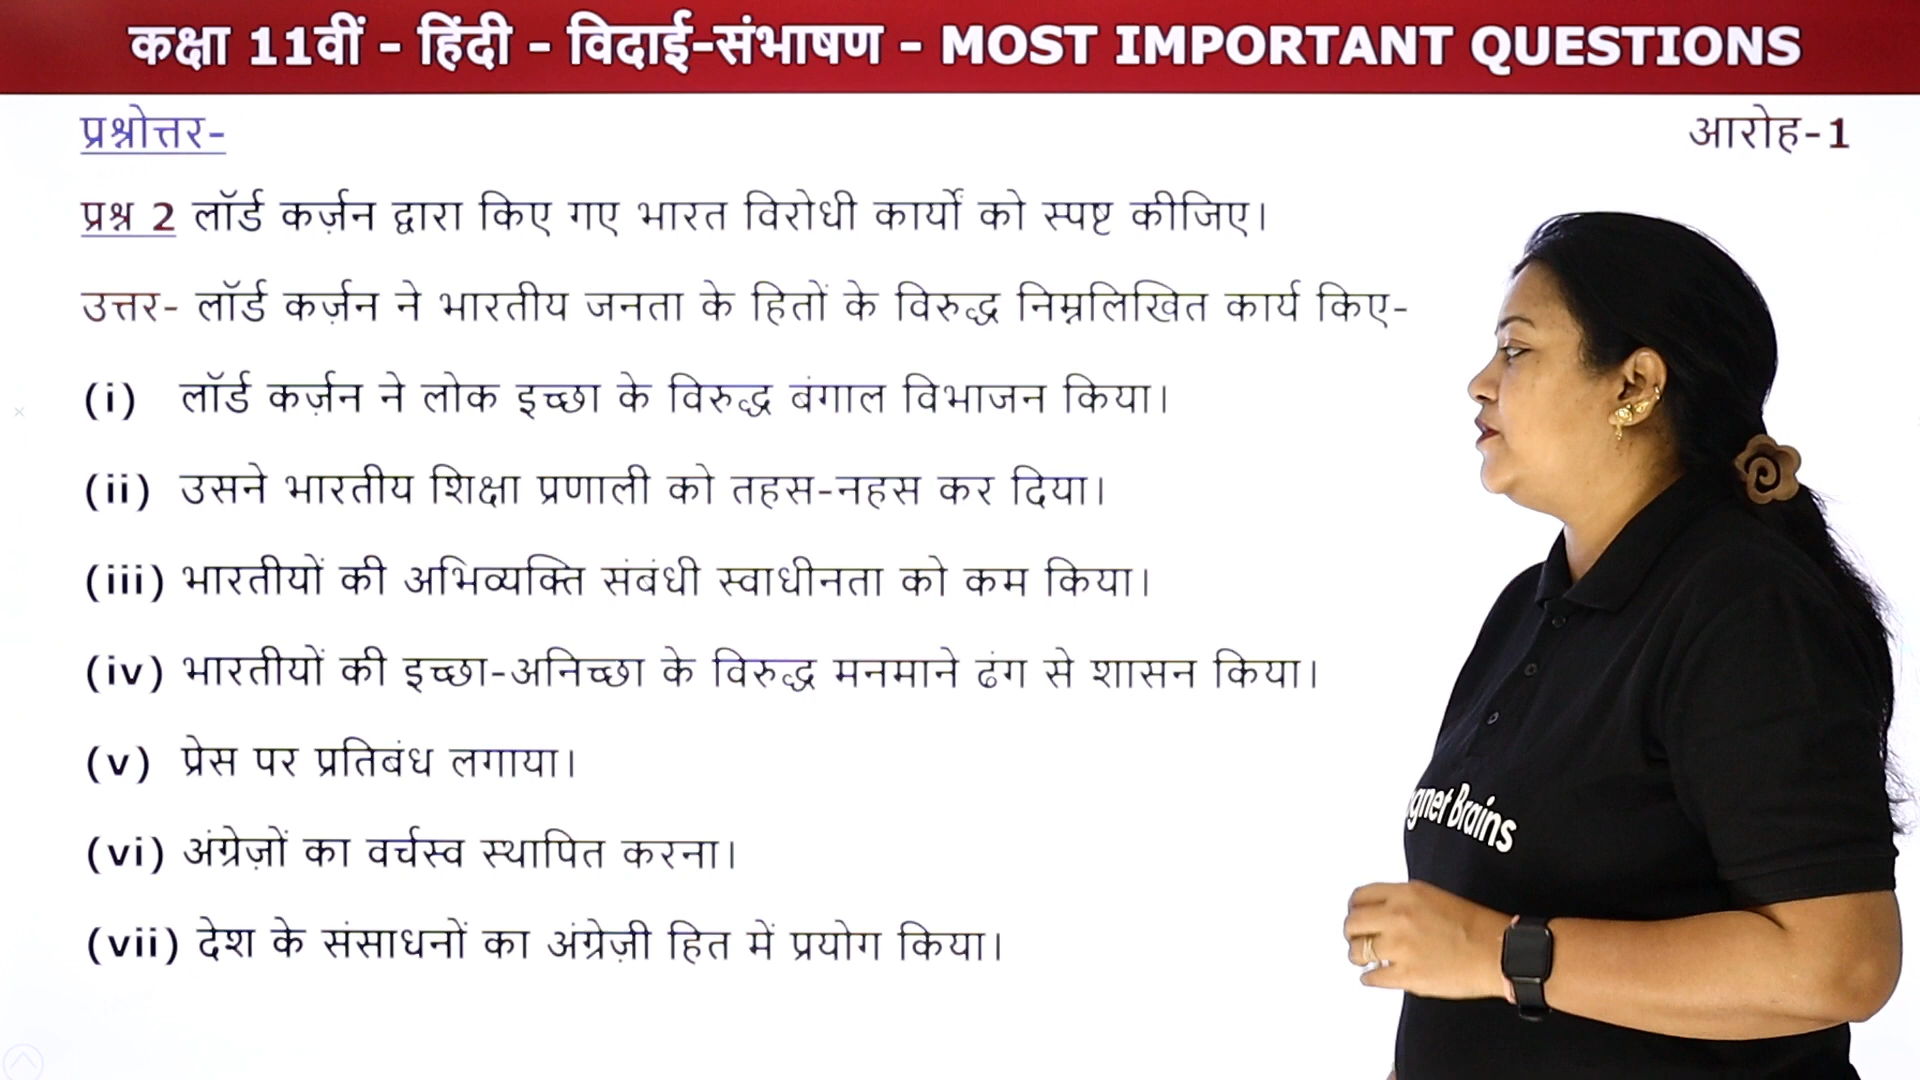 कक्षा 11वीं - हिंदी - विदाई-संभाषण - MOST IMPORTANT QUESTIONS
प्रश्नोत्तर-
आरोह-1
प्रश्न 2 लॉर्ड कर्ज़न द्वारा किए गए भारत विरोधी कार्यों को स्पष्ट कीजिए।
उत्तर- लॉर्ड कर्ज़न ने भारतीय जनता के हितों के विरुद्ध निम्नलिखित कार्य किए-
(i) लॉर्ड कर्ज़न ने लोक इच्छा के विरुद्ध बंगाल विभाजन किया।
(ii) उसने भारतीय शिक्षा प्रणाली को तहस-नहस कर दिया।
(iii) भारतीयों की अभिव्यक्ति संबंधी स्वाधीनता को कम किया।
(iv) भारतीयों की इच्छा-अनिच्छा के विरुद्ध मनमाने ढंग से शासन किया।
(v) प्रेस पर प्रतिबंध लगाया।
(vi) अंग्रेज़ों का वर्चस्व स्थापित करना।
(vii) देश के संसाधनों का अंग्रेज़ी हित में प्रयोग किया।
gnet Brains